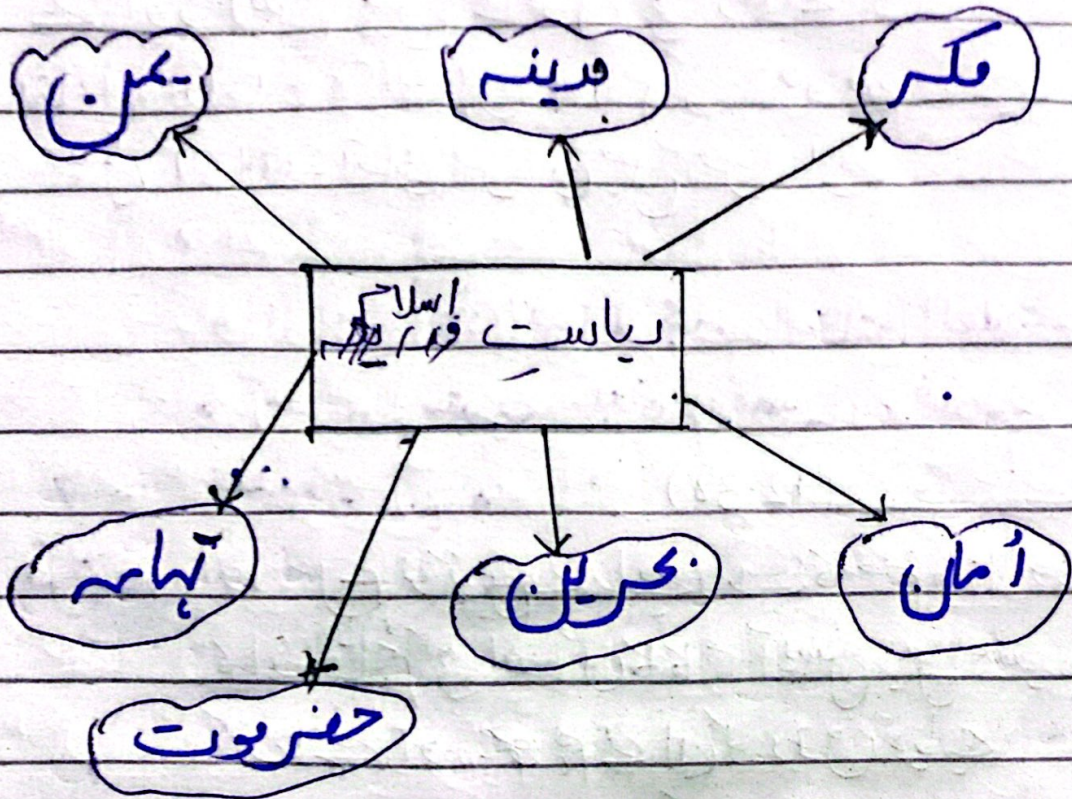 مکہ
مدینہ
یمن
ریاستِ اسلام
اُمان
بحرین
تہامہ
حضرموت